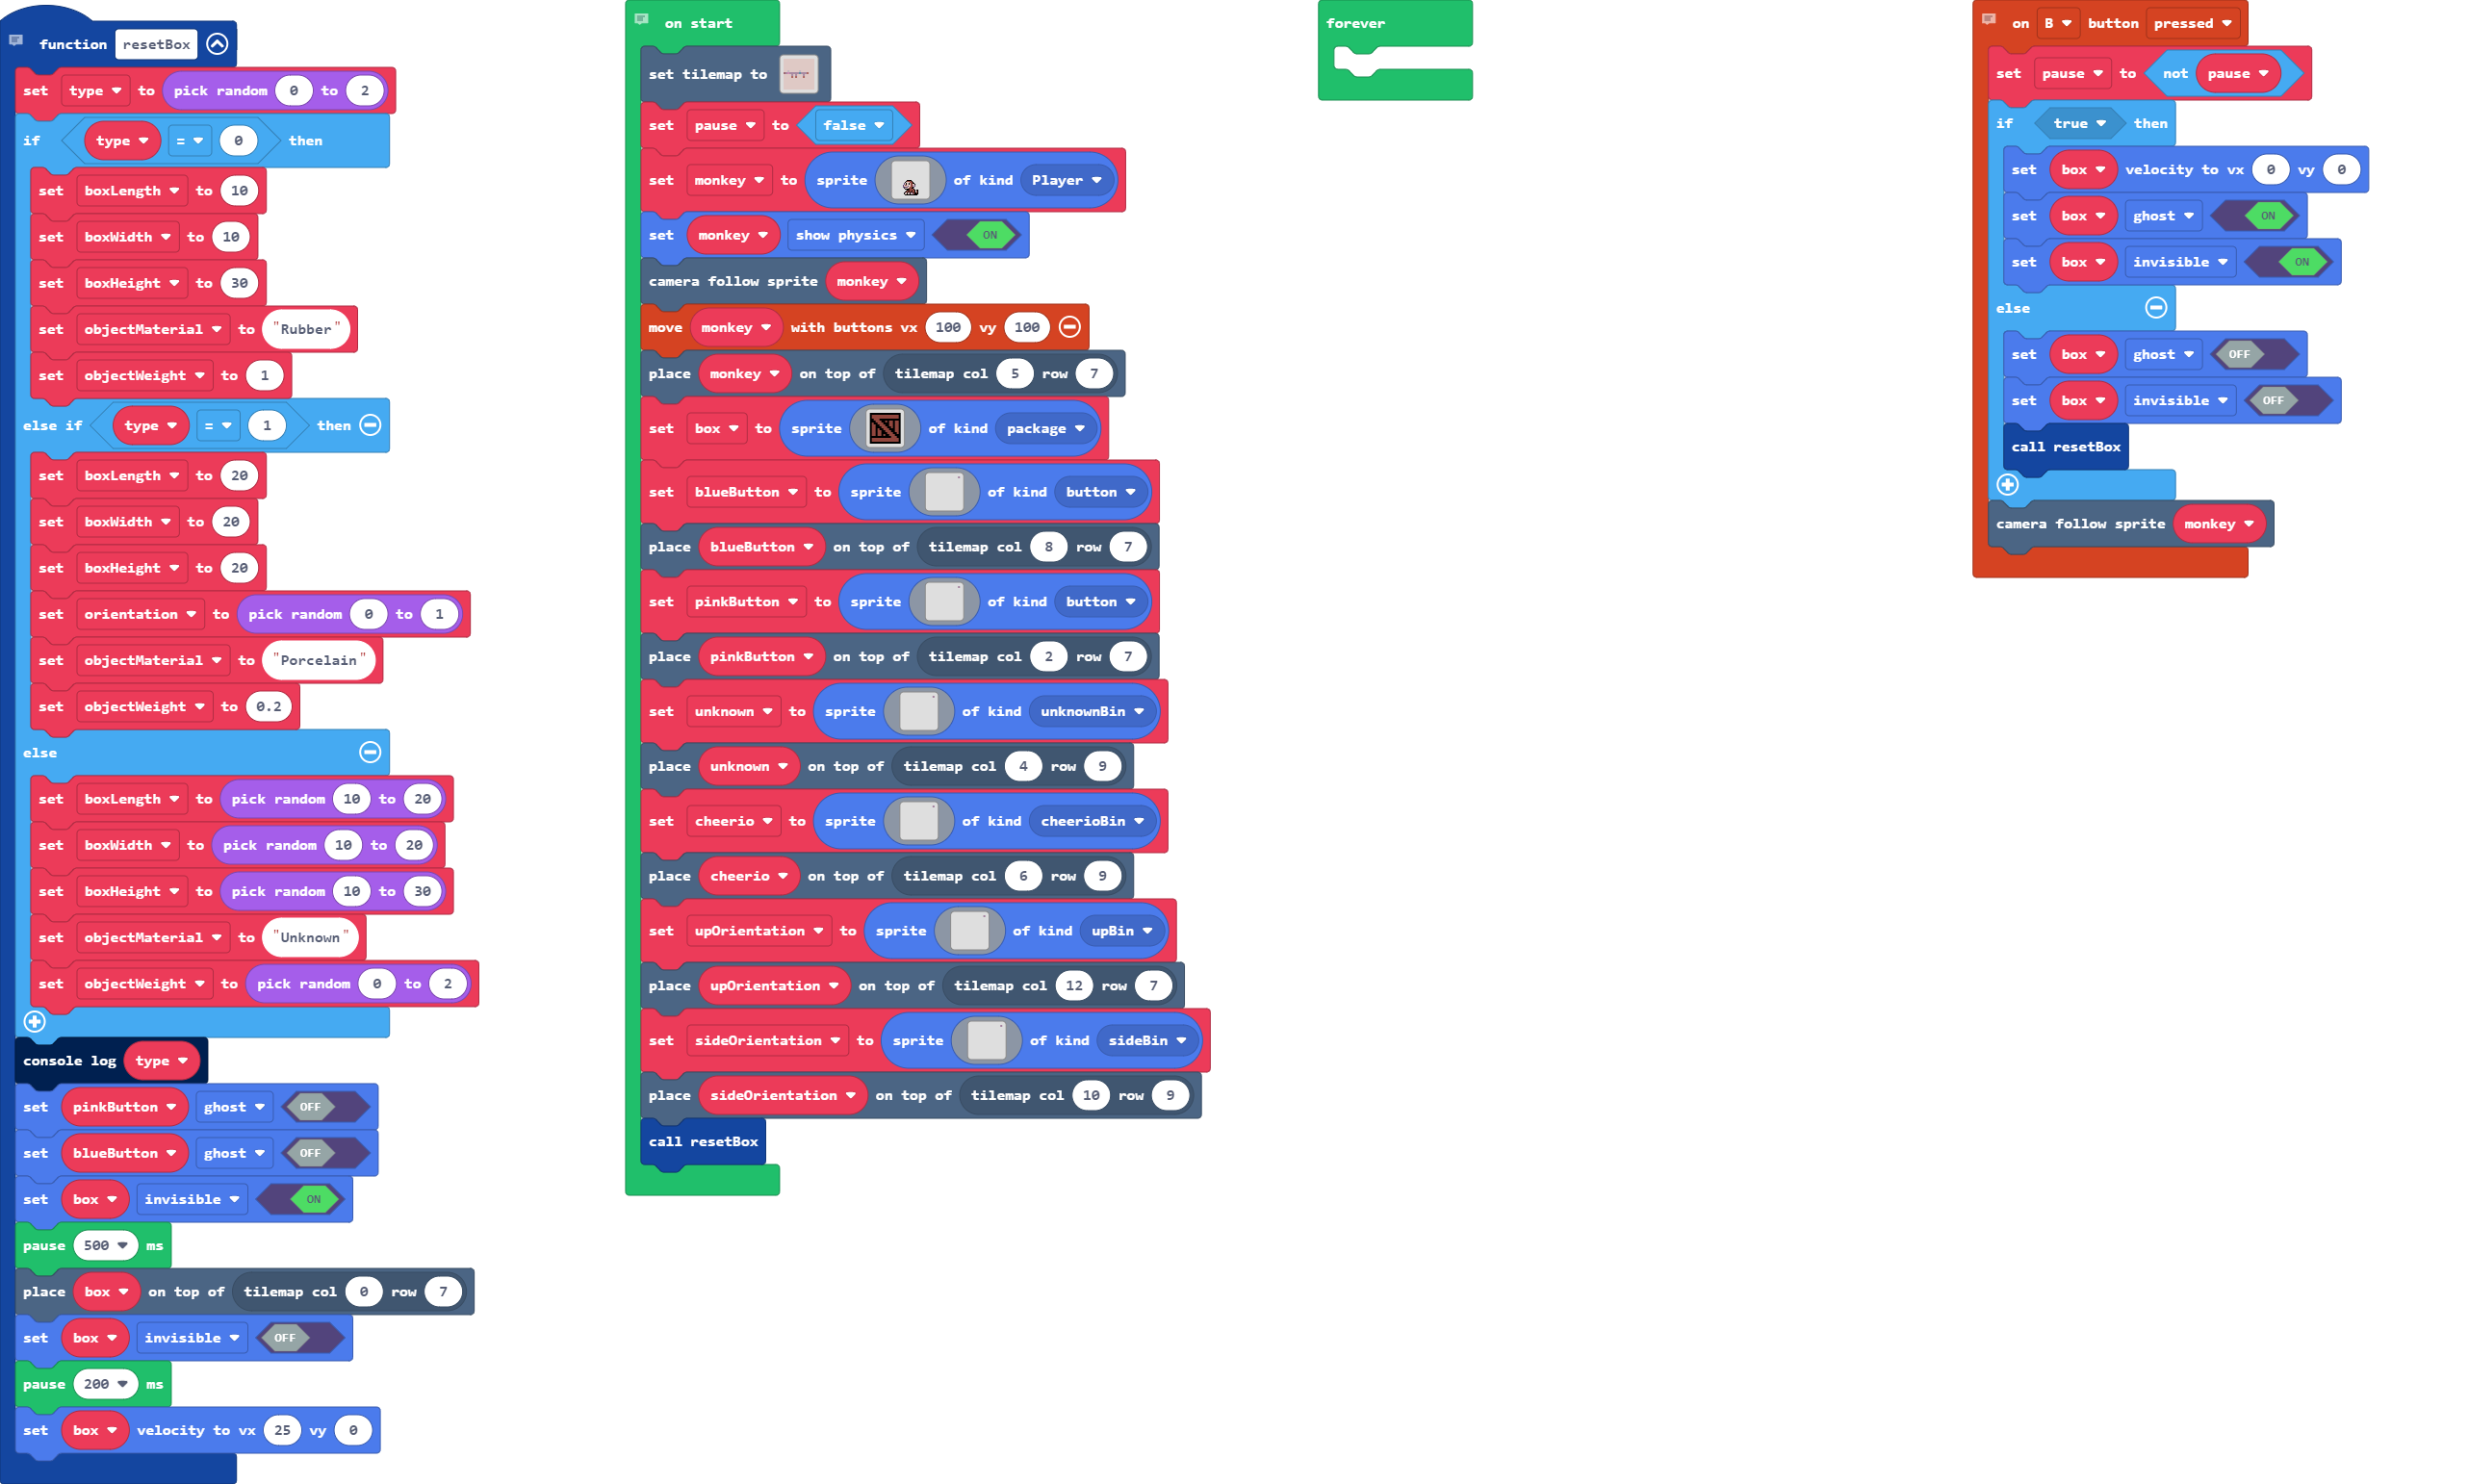 function resetBox
set type to pick random 0 to 2
if type = 0 then
set boxLength to 10
set boxWidth to 10
set boxHeight to 30
set objectMaterial to "Rubber"
set objectWeight to 1
else if type = 1 then
set boxLength to 20
set boxWidth to 20
set boxHeight to 20
set orientation to pick random 0 to 1
set objectMaterial to "Porcelain"
set objectWeight to 0.2
else
set boxLength to pick random 10 to 20
set boxWidth to pick random 10 to 20
set boxHeight to pick random 10 to 30
set objectMaterial to "Unknown"
set objectWeight to pick random 0 to 2
console log type
set pinkButton ghost OFF
set blueButton ghost OFF
set box invisible ON
pause 500 ms
place box on top of tilemap col 0 row 7
set box invisible OFF
pause 200 ms
set box velocity to vx 25 vy 0
on start
set tilemap to
set pause to false
set monkey to sprite of kind Player
set monkey show physics ON
camera follow sprite monkey
move monkey with buttons vx 100 vy 100
place monkey on top of tilemap col 5 row 7
set box to sprite of kind package
set blueButton to sprite of kind button
place blueButton on top of tilemap col 8 row 7
set pinkButton to sprite of kind button
place pinkButton on top of tilemap col 2 row 7
set unknown to sprite of kind unknownBin
place unknown on top of tilemap col 4 row 9
set cheerio to sprite of kind cheerioBin
place cheerio on top of tilemap col 6 row 9
set upOrientation to sprite of kind upBin
place upOrientation on top of tilemap col 12 row 7
set sideOrientation to sprite of kind sideBin
place sideOrientation on top of tilemap col 10 row 9
call resetBox
forever
on B button pressed
set pause to not pause
if true then
set box velocity to vx 0 vy 0
set box ghost ON
set box invisible ON
else
set box ghost OFF
set box invisible OFF
call resetBox
camera follow sprite monkey